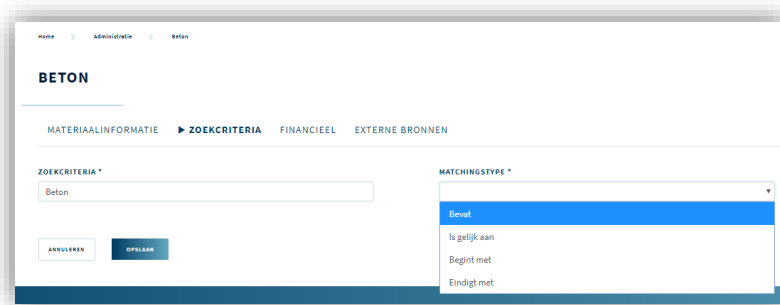 Home > Administratie > Beton
BETON
MATERIAALINFORMATIE ▶ ZOEKCRITERIA FINANCIEEL EXTERNE BRONNEN
ZOEKCRITERIA * MATCHINGSTYPE *
Beton
Bevat
Is gelijk aan
ANNULEREN OPSLAAN
Begint met
Eindigt met